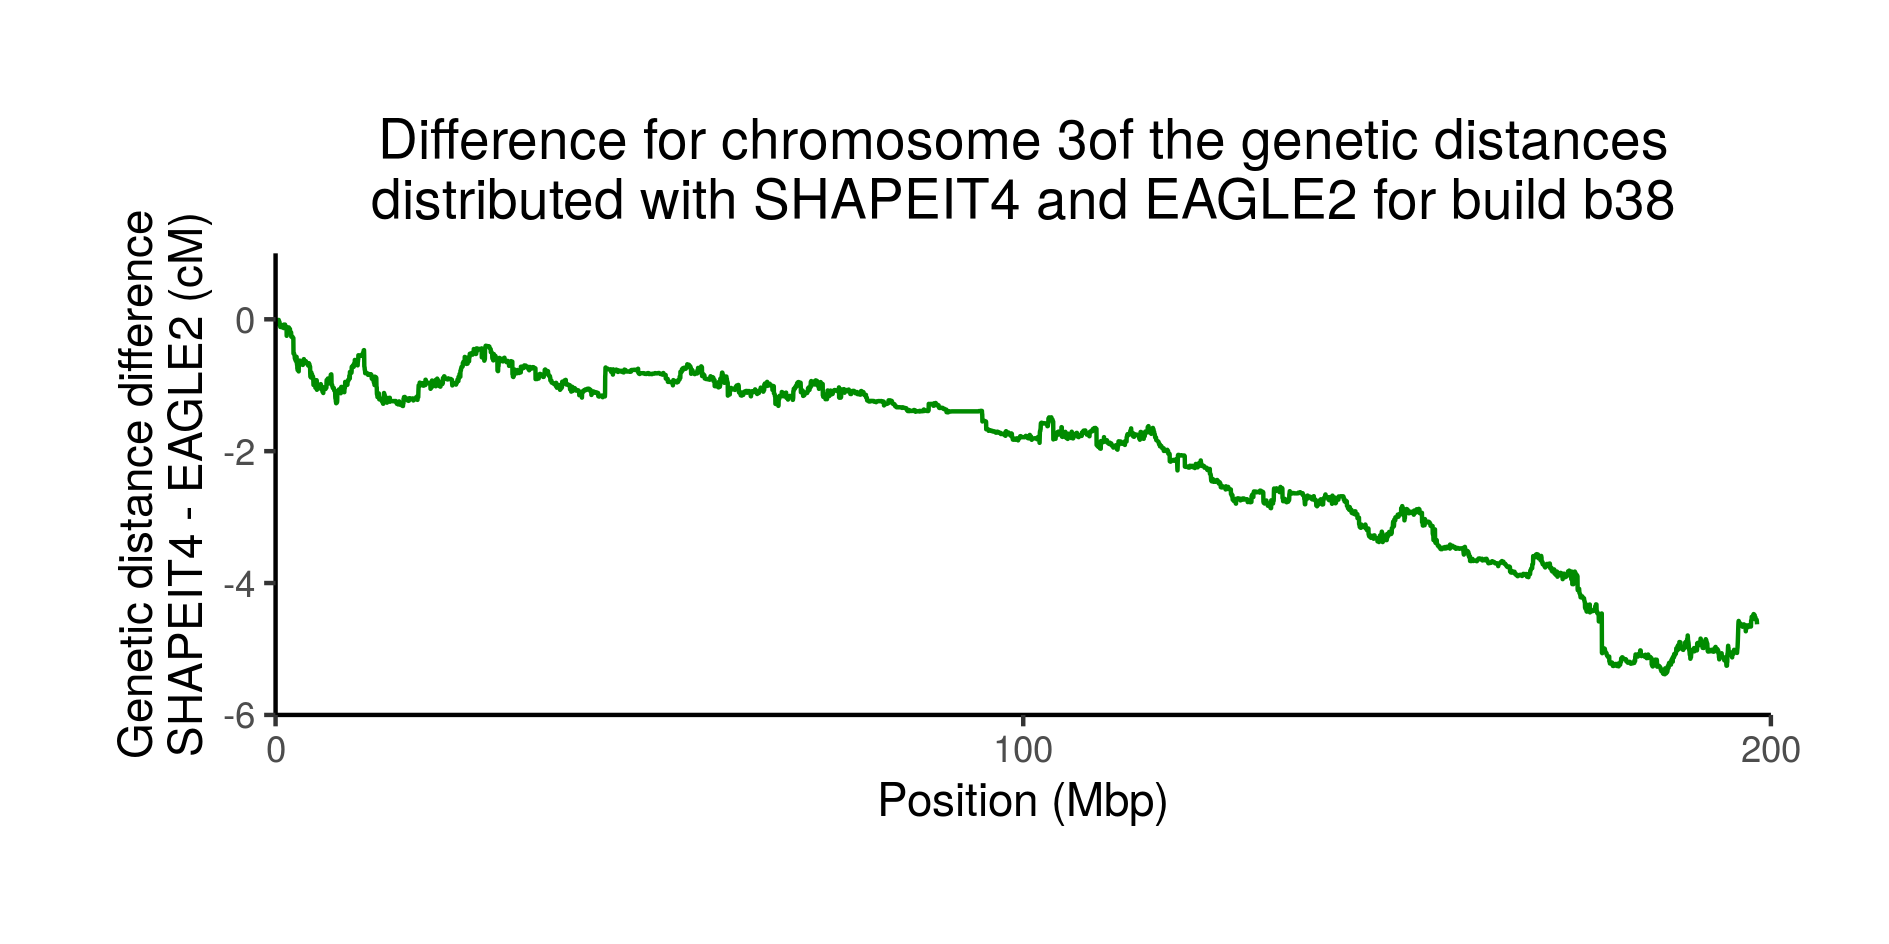 Difference for chromosome 3of the genetic distances
distributed with SHAPEIT4 and EAGLE2 for build b38
Genetic distance difference
SHAPEIT4 - EAGLE2 (cM)
0
-2
-4
-6
0
100
200
Position (Mbp)